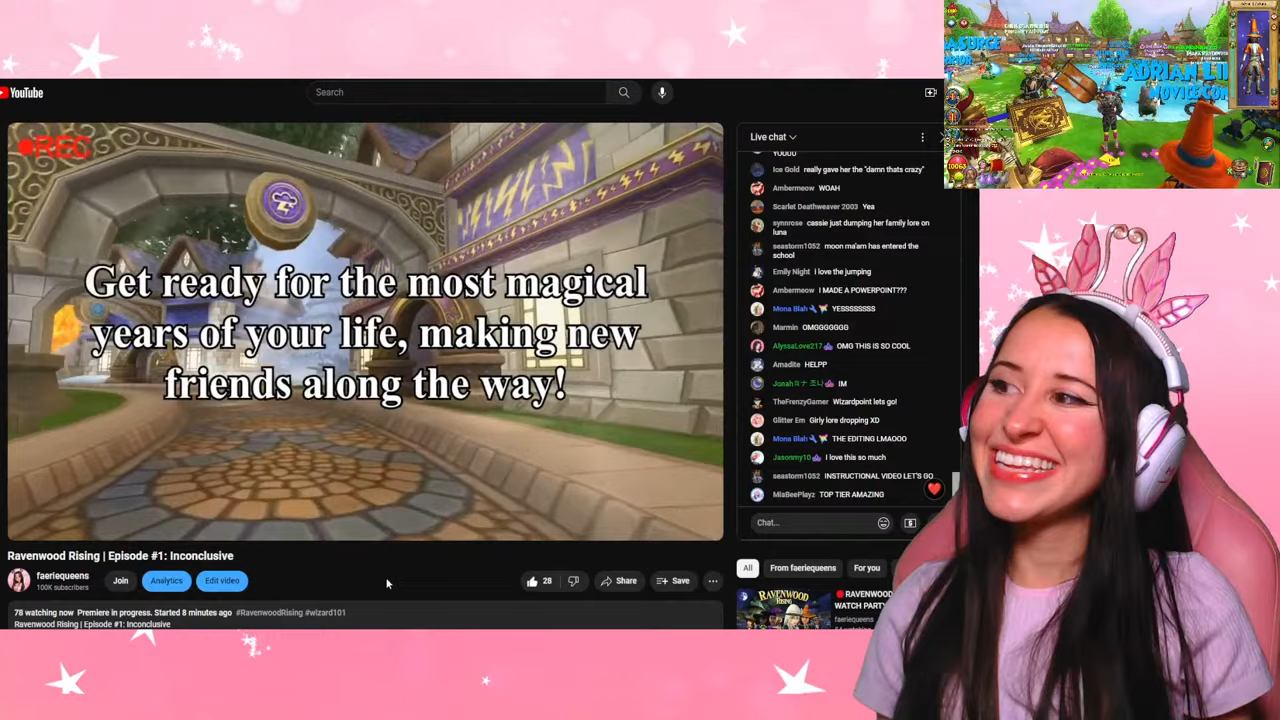 YouTube
Search
REC
Get ready for the most magical
years of your life, making new
friends along the way!
Live chat
YOUUU
Ice Gold really gave her the "damn thats crazy"
Ambermeow WOAH
Scarlet Deathweaver 2003 Yea
synnrose cassie just dumping her family lore on
luna
seastorm1052 moon ma'am has entered the
school
Emily Night I love the jumping
Ambermeow I MADE A POWERPOINT???
Mona Blah YESSSSSSS
Marmin OMGGGGGGG
AlyssaLove217 OMG THIS IS SO COOL
Amadite HELPP
IM
TheFrenzyGamer Wizardpoint lets go!
Glitter Em Girly lore dropping XD
Mona Blah THE EDITING LMAOOO
Jasonmy10 I love this so much
seastorm1052 INSTRUCTIONAL VIDEO LET'S GO
MiaBeePlayz TOP TIER AMAZING
Chat...
Ravenwood Rising | Episode #1: Inconclusive
faeriequeens
100K subscribers
Join
Analytics
Edit video
28
Share
Save
78 watching now Premiere in progress. Started 8 minutes ago #RavenwoodRising #wizard101
Ravenwood Rising | Episode #1: Inconclusive
All
From faeriequeens
For you
RAVENWOOD
RISING
RAVENWOOD
WATCH PARTY
faeriequeens
ADRIAN
NOVICE